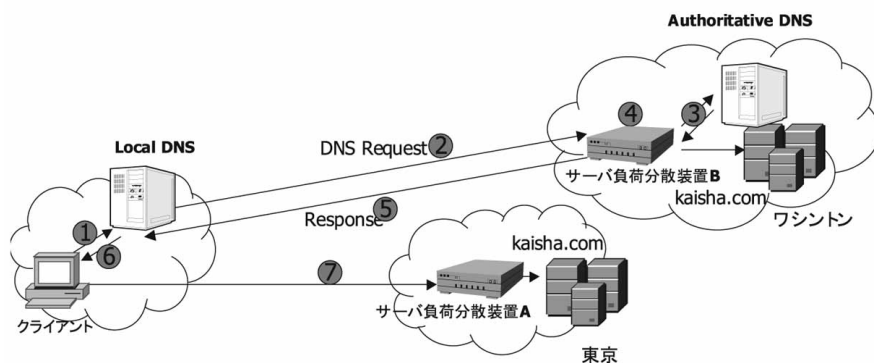 Authoritative DNS
④
③
Local DNS
DNS Request
②
サーバ負荷分散装置B
kaisha.com
ワシントン
①
⑥
Response
⑤
kaisha.com
⑦
サーバ負荷分散装置A
クライアント
東京